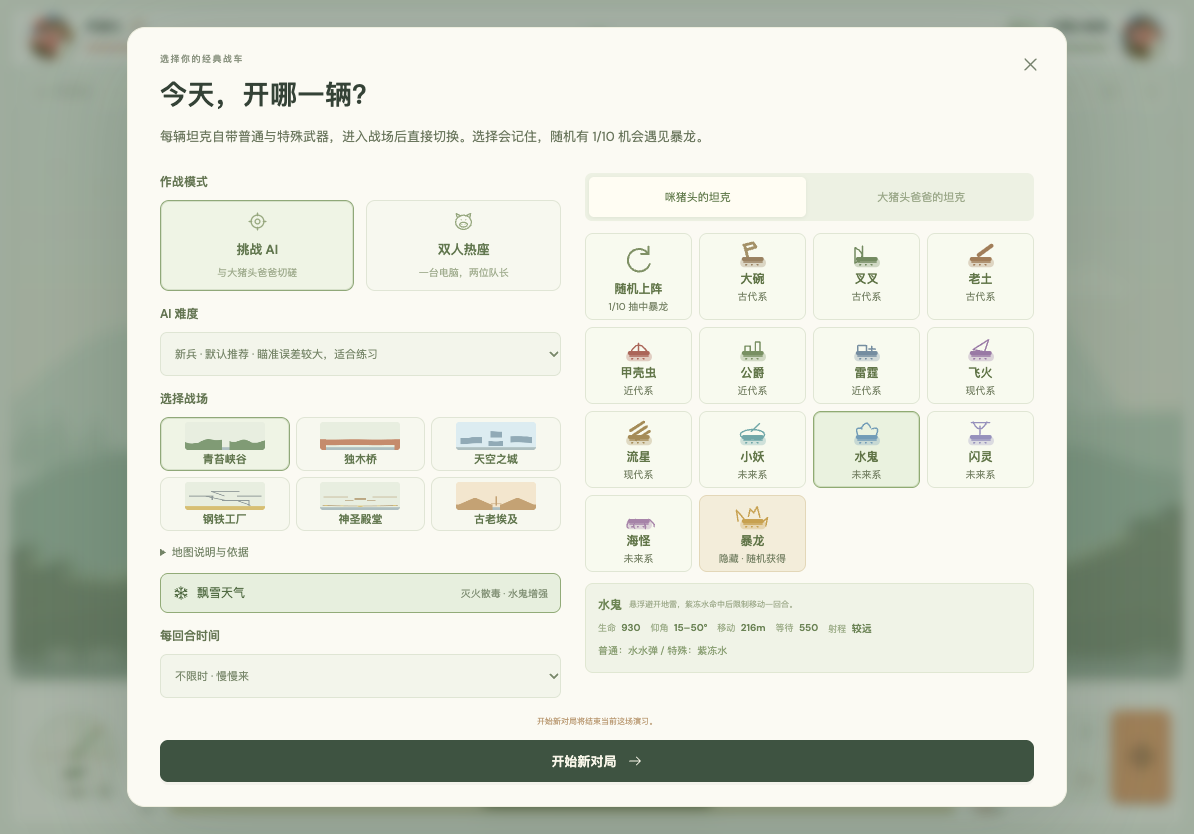 选择你的经典战车
今天，开哪一辆？
每辆坦克自带普通与特殊武器，进入战场后直接切换。选择会记住，随机有 1/10 机会遇见暴龙。
作战模式
挑战 AI
与大猪头爸爸切磋
双人热座
一台电脑，两位队长
AI 难度
新兵 · 默认推荐 · 瞄准误差较大，适合练习
选择战场
青苔峡谷
独木桥
天空之城
钢铁工厂
神圣殿堂
古老埃及
地图说明与依据
飘雪天气
灭火散毒 · 水鬼增强
每回合时间
不限时 · 慢慢来
咪猪头的坦克
大猪头爸爸的坦克
随机上阵
1/10 抽中暴龙
大碗
古代系
叉叉
古代系
老土
古代系
甲壳虫
近代系
公爵
近代系
雷霆
近代系
飞火
现代系
流星
现代系
小妖
未来系
水鬼
未来系
闪灵
未来系
海怪
未来系
暴龙
隐藏 · 随机获得
水鬼 悬浮避开地雷，紫冻水命中后限制移动一回合。
生命 930 仰角 15–50° 移动 216m 等待 550 射程 较远
普通：水水弹 / 特殊：紫冻水
开始新对局将结束当前这场演习。
开始新对局 →